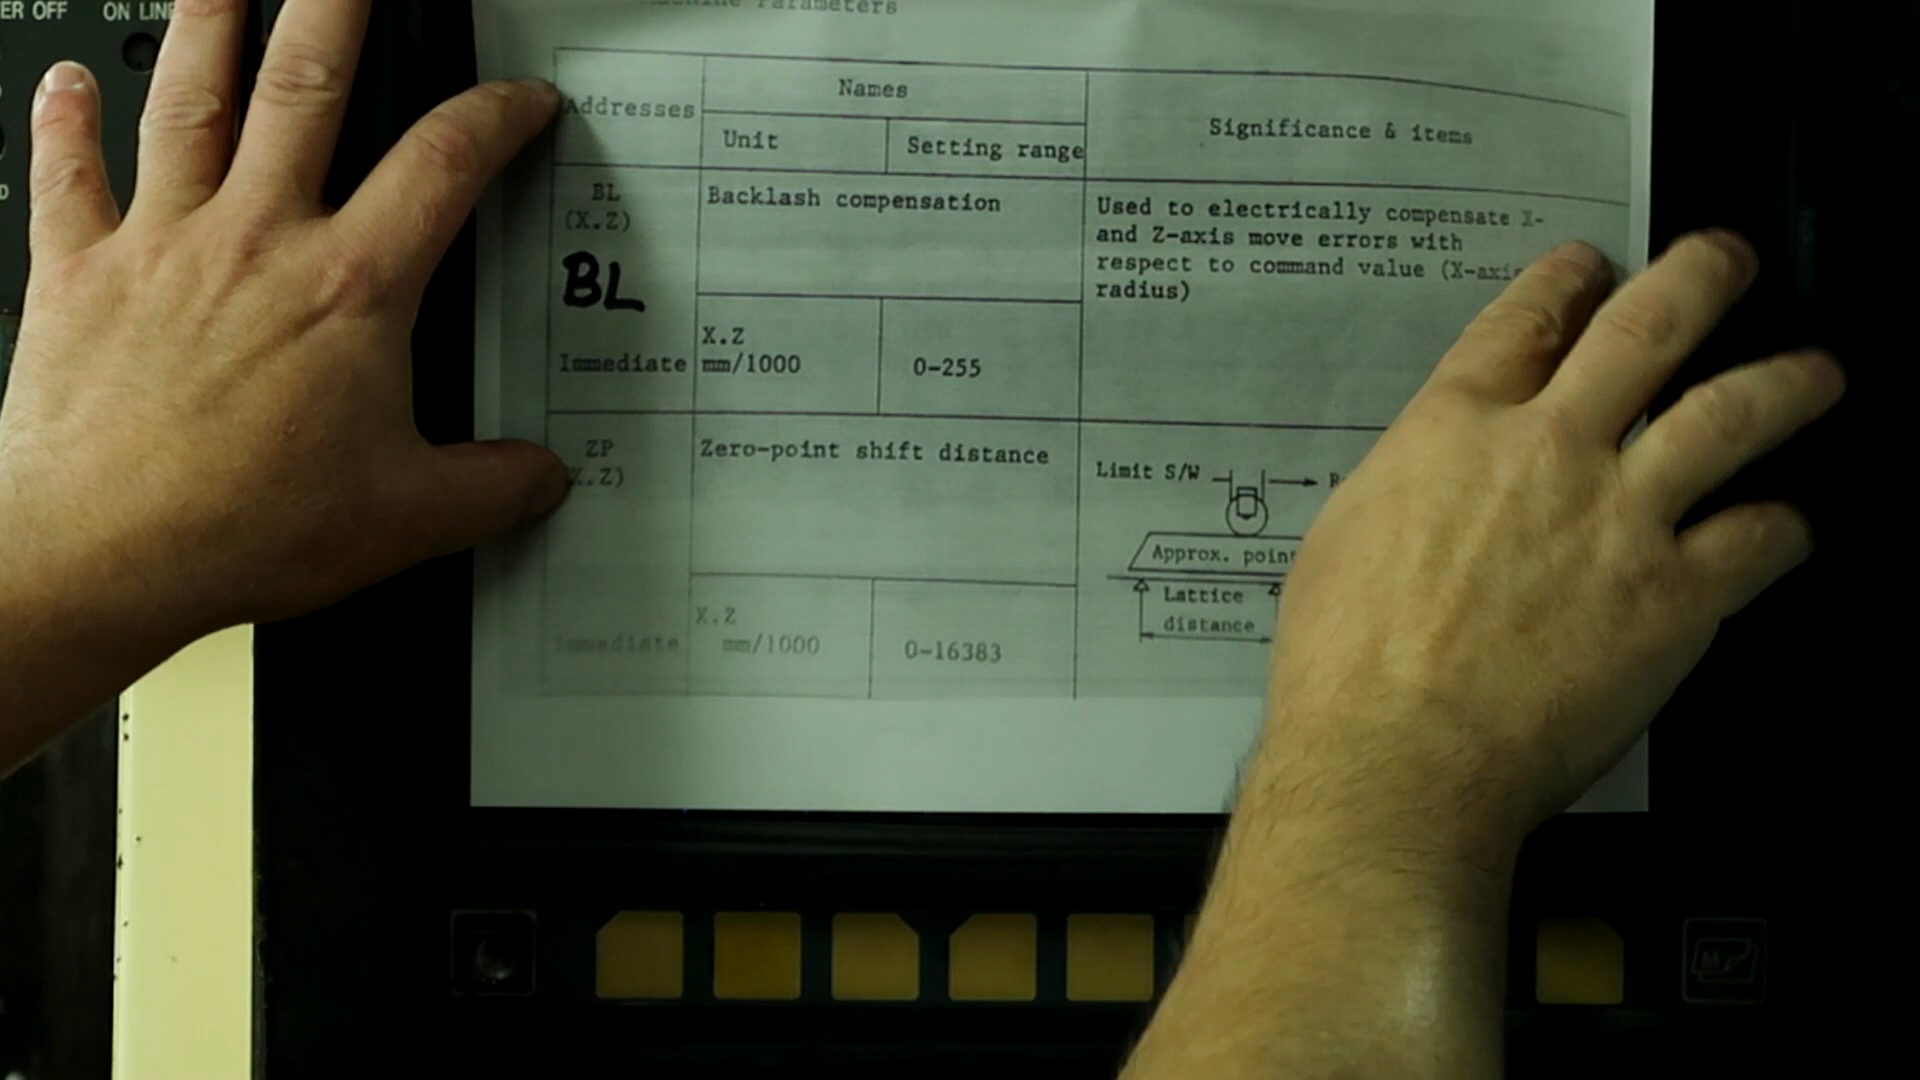 ER OFF ON LINE
Parameters
Addresses
Names
Unit
Setting range
Significance & items
BL
(X.Z)
BL
Immediate
Backlash compensation
X.Z
mm/1000
0-255
Used to electrically compensate X-
and Z-axis move errors with
respect to command value (X-axis
radius)
ZP
(X.Z)
Immediate
Zero-point shift distance
X.Z
mm/1000
0-16383
Limit S/W
R
Approx. point
Lattice
distance
M